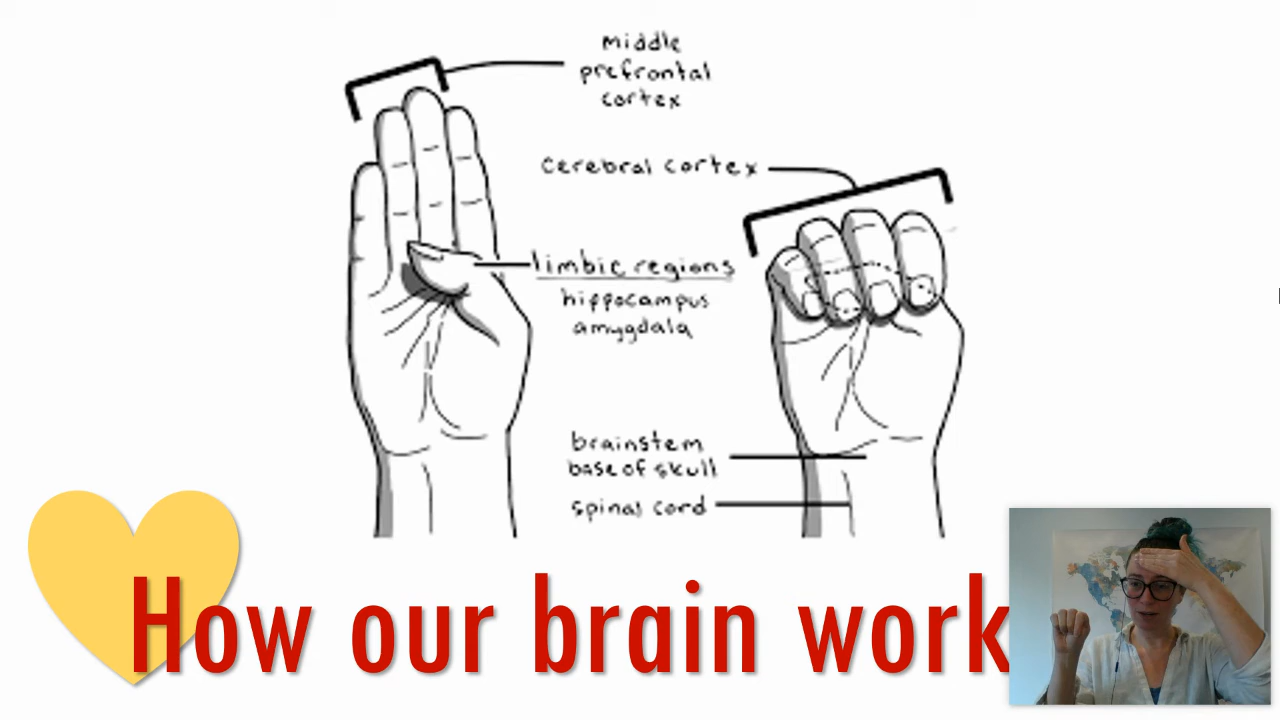 middle
prefrontal
cortex
cerebral cortex
limbic regions
hippocampus
amygdala
brainstem
base of skull
spinal cord
How our brain work